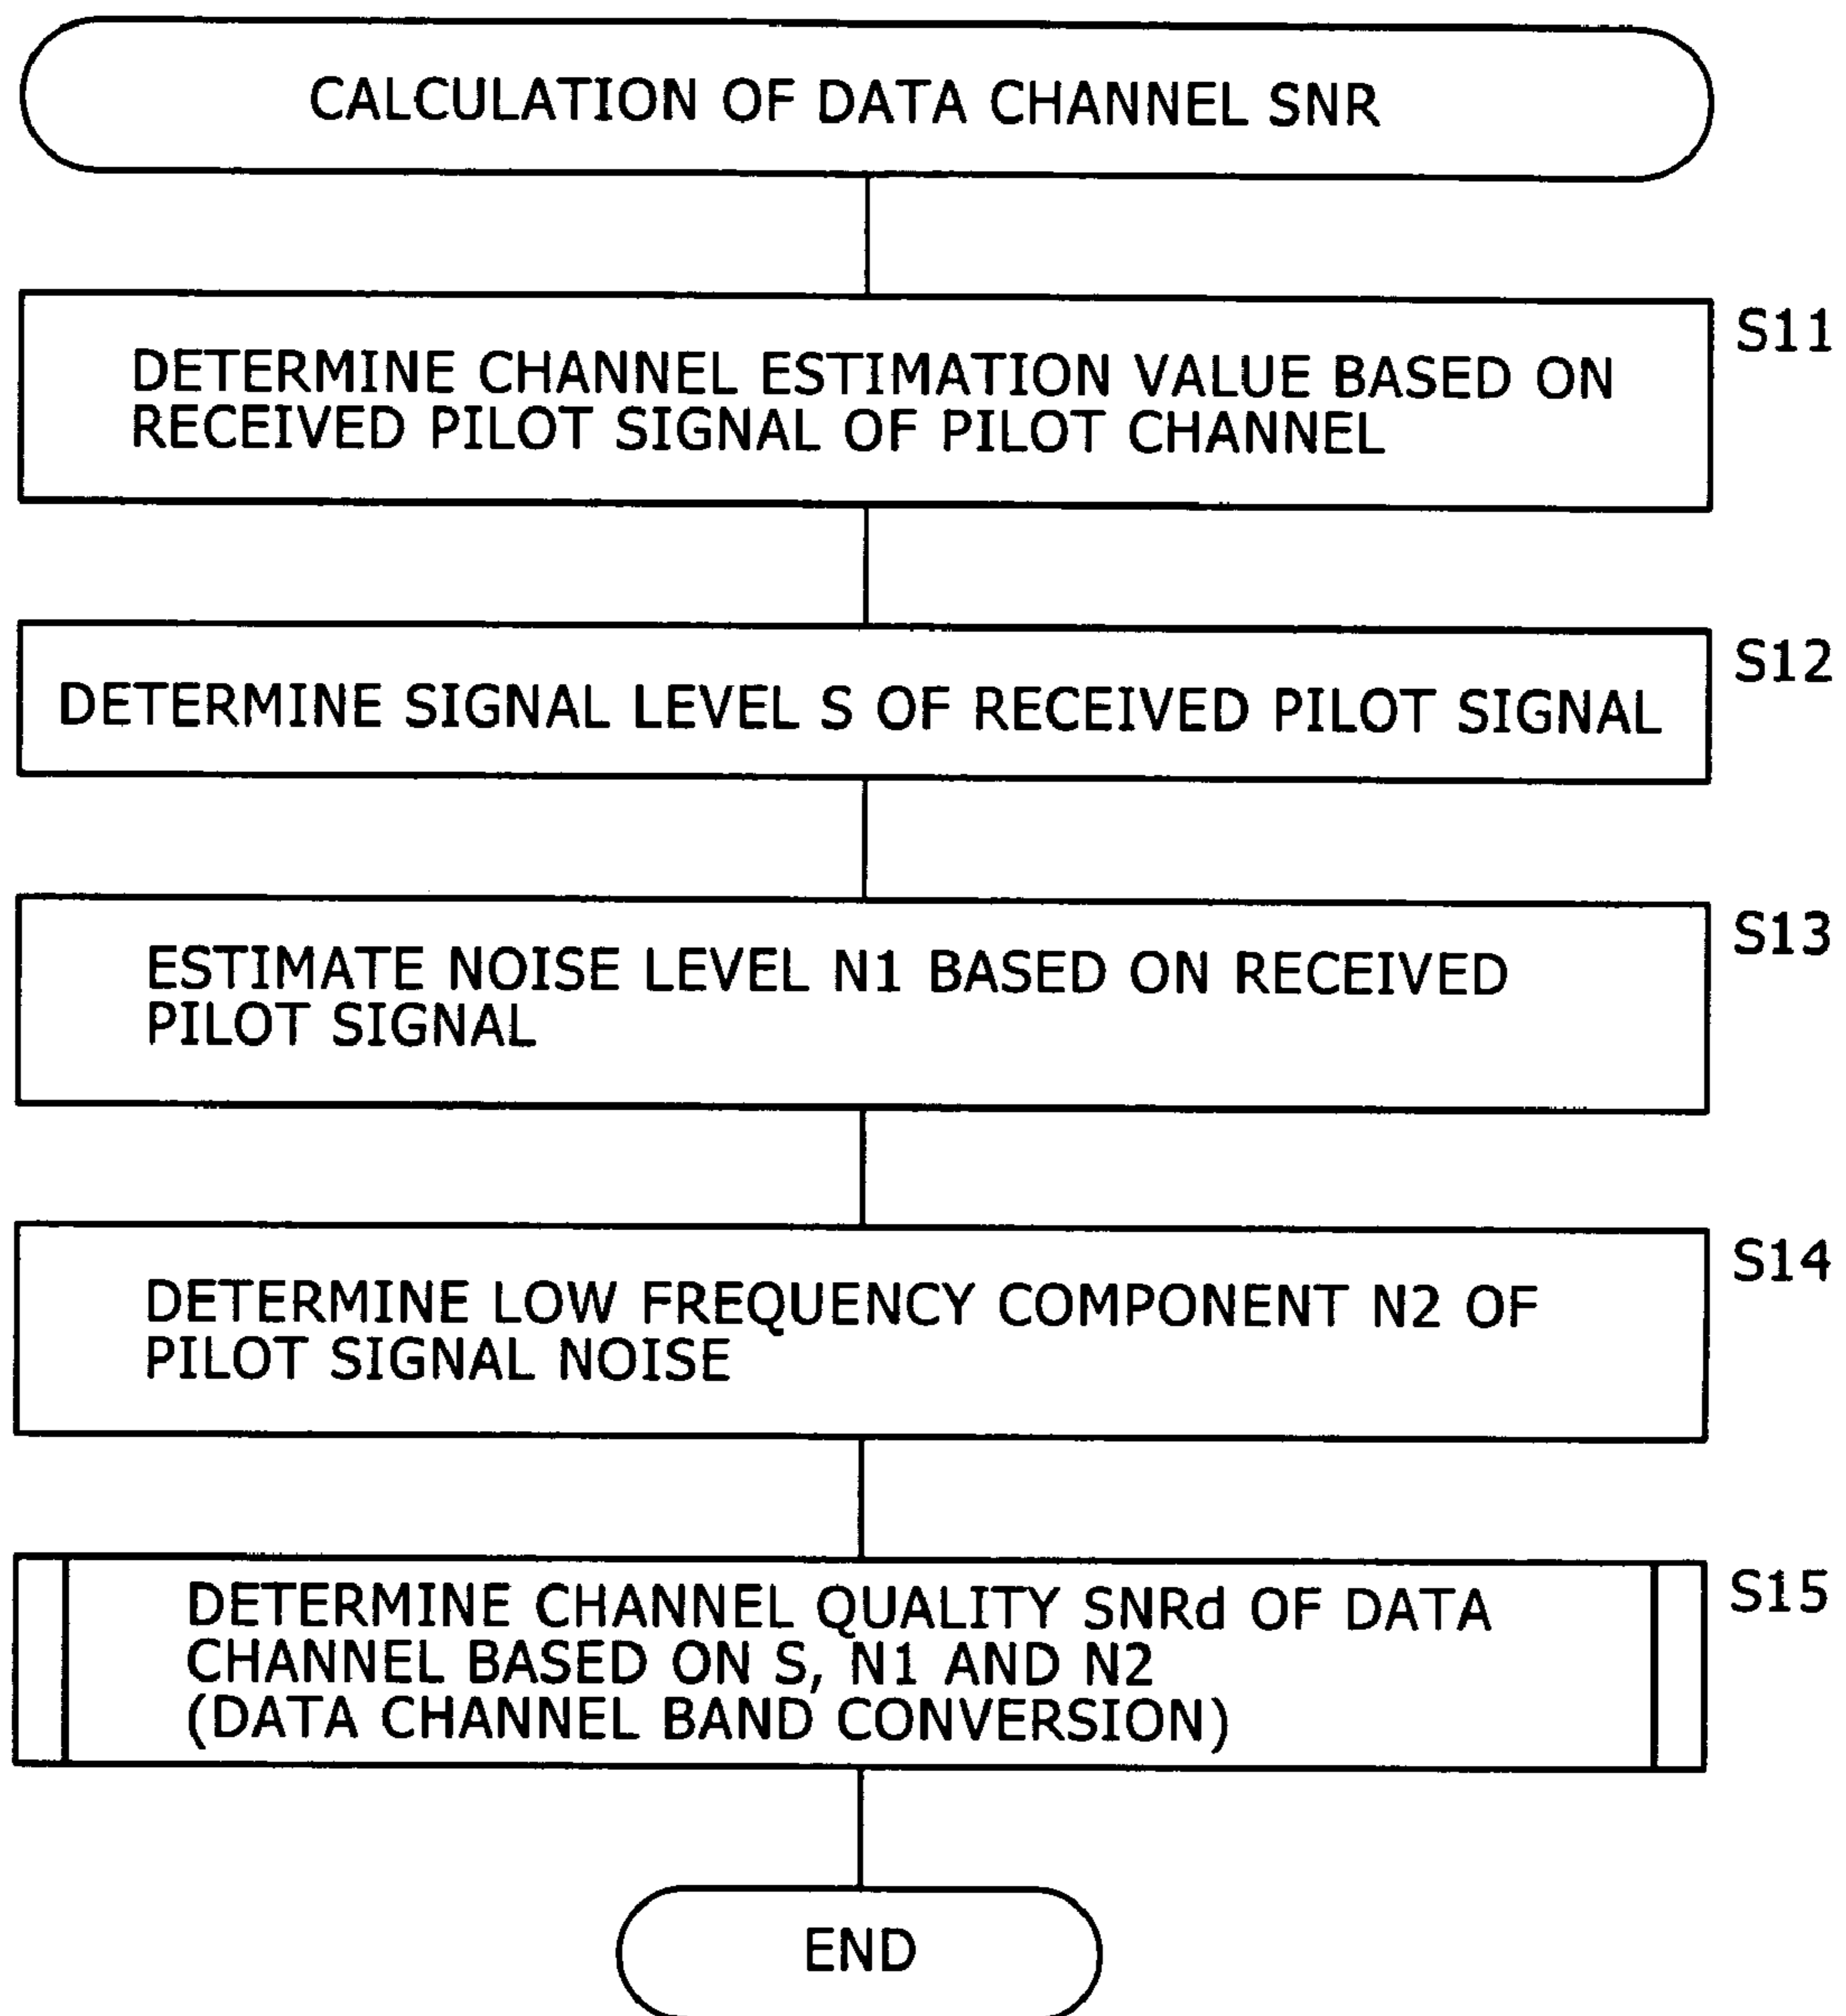 CALCULATION OF DATA CHANNEL SNR
S11
DETERMINE CHANNEL ESTIMATION VALUE BASED ON
RECEIVED PILOT SIGNAL OF PILOT CHANNEL
S12
DETERMINE SIGNAL LEVEL S OF RECEIVED PILOT SIGNAL
S13
ESTIMATE NOISE LEVEL N1 BASED ON RECEIVED
PILOT SIGNAL
S14
DETERMINE LOW FREQUENCY COMPONENT N2 OF
PILOT SIGNAL NOISE
S15
DETERMINE CHANNEL QUALITY SNRd OF DATA
CHANNEL BASED ON S, N1 AND N2
(DATA CHANNEL BAND CONVERSION)
END